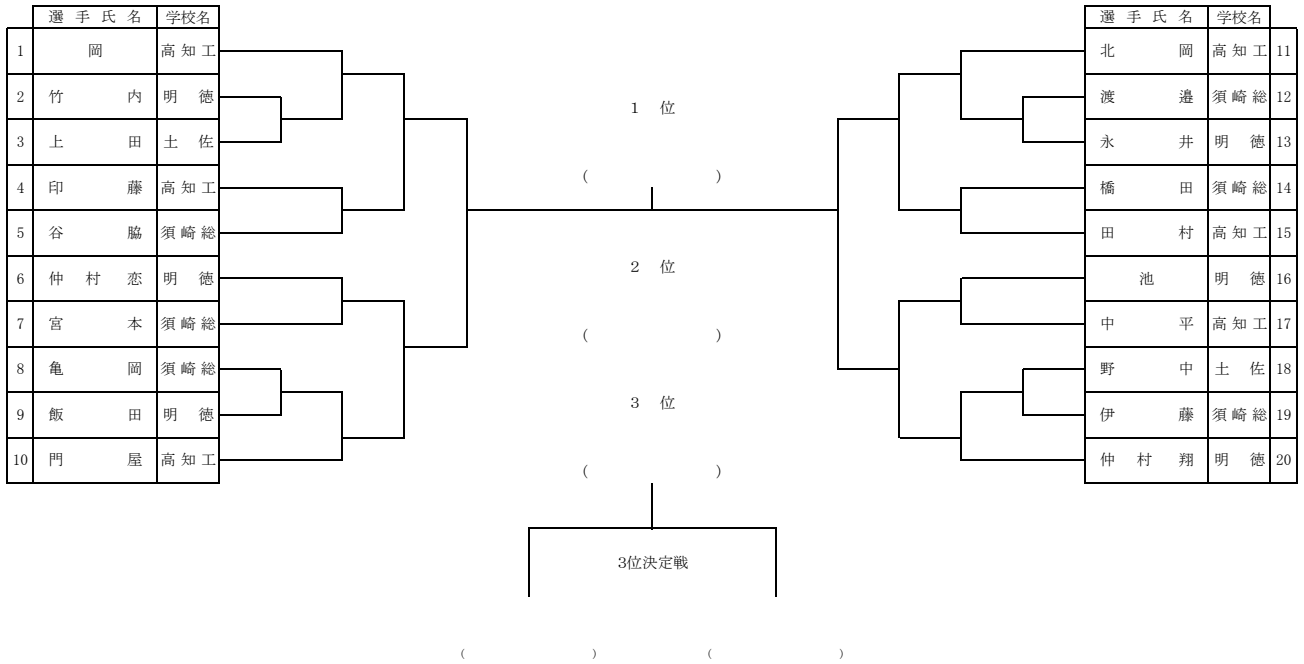 選手氏名 学校名
1 岡 高知工
2 竹内 明徳
3 上田 土佐
4 印藤 高知工
5 谷脇 須崎総
6 仲村恋 明徳
7 宮本 須崎総
8 亀岡 須崎総
9 飯田 明徳
10 門屋 高知工
1位
( )
2位
( )
3位
( )
3位決定戦
( ) ( )
選手氏名 学校名
北岡 高知工 11
渡邉 須崎総 12
永井 明徳 13
橋田 須崎総 14
田村 高知工 15
池 明徳 16
中平 高知工 17
野中 土佐 18
伊藤 須崎総 19
仲村翔 明徳 20